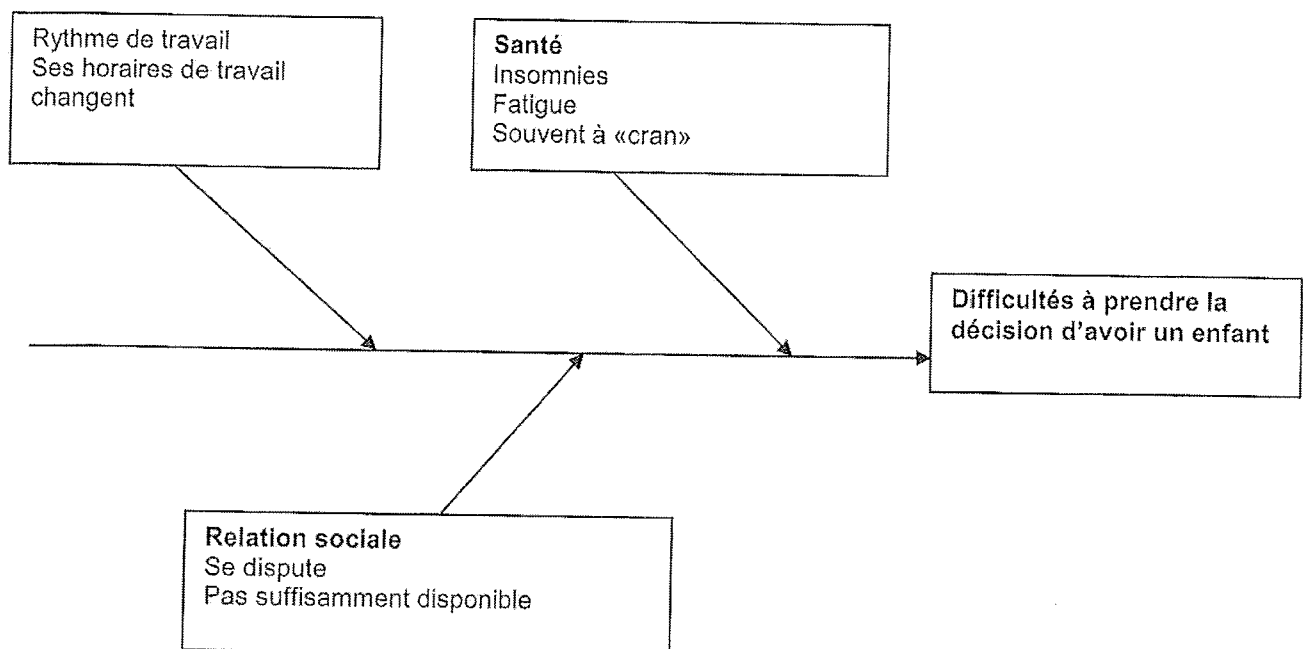 Rythme de travail
Ses horaires de travail
changent
Santé
Insomnies
Fatigue
Souvent à «cran»
Difficultés à prendre la
décision d'avoir un enfant
Relation sociale
Se dispute
Pas suffisamment disponible